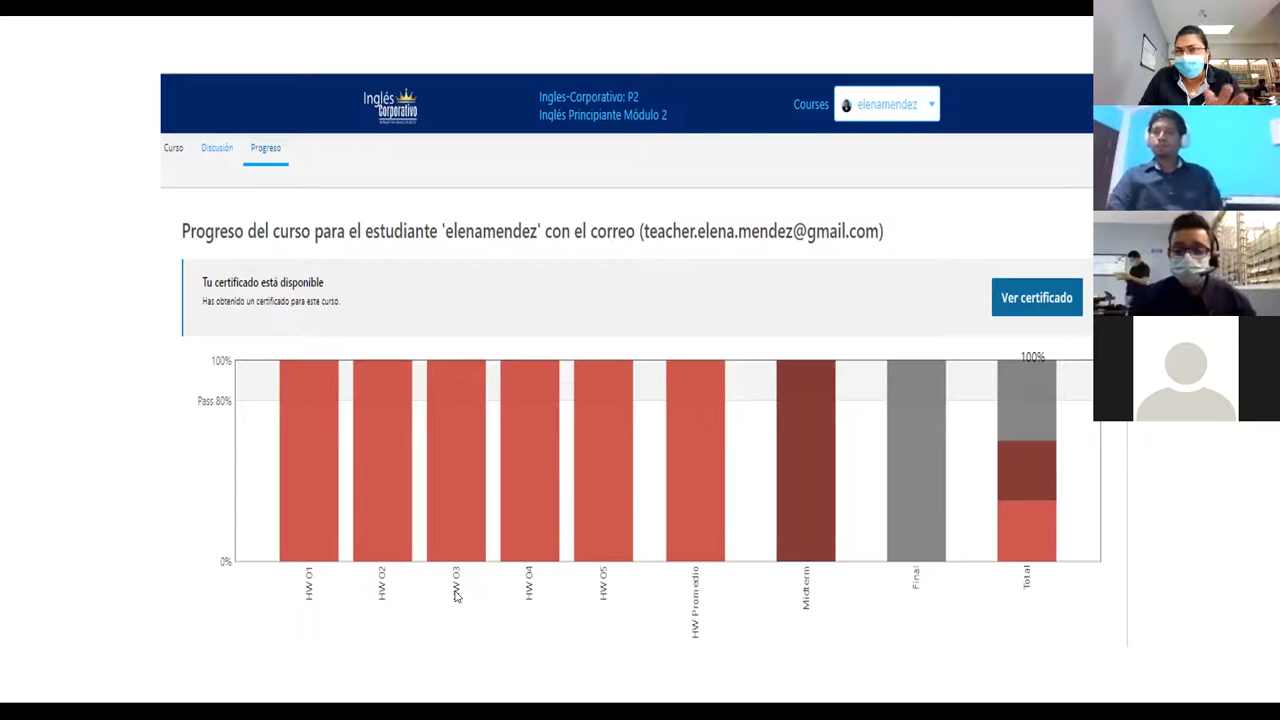 Inglés
Corporativo
Ingles-Corporativo: P2
Inglés Principiante Módulo 2
Courses
elenamendez
Curso
Discusión
Progreso
Progreso del curso para el estudiante 'elenamendez' con el correo (teacher.elena.mendez@gmail.com)
Tu certificado está disponible
Has obtenido un certificado para este curso.
Ver certificado
100%
Pass 80%
0%
100%
HW 01
HW 02
HW 03
HW 04
HW 05
HW Promedio
Midterm
Final
Total